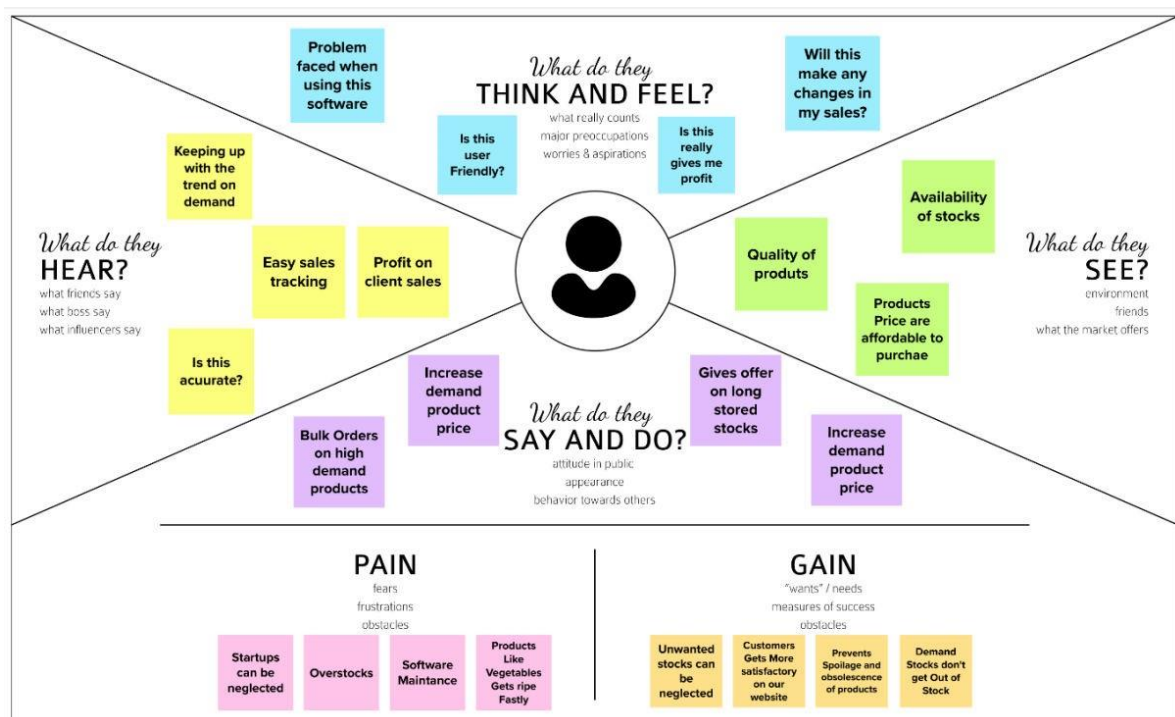 Problem
faced when
using this
software
What do they
THINK AND FEEL?
what really counts
major preoccupations
worries & aspirations
Is this
user
Friendly?
Is this
really
gives me
profit
Will this
make any
changes in
my sales?
What do they
HEAR?
what friends say
what boss say
what influencers say
Keeping up
with the
trend on
demand
Easy sales
tracking
Profit on
client sales
Is this
acuurate?
What do they
SEE?
environment
friends
what the market offers
Availability
of stocks
Quality of
produts
Products
Price are
affordable to
purchae
What do they
SAY AND DO?
attitude in public
appearance
behavior towards others
Increase
demand
product
price
Bulk Orders
on high
demand
products
Gives offer
on long
stored
stocks
Increase
demand
product
price
PAIN
fears
frustrations
obstacles
Startups
can be
neglected
Overstocks
Software
Maintance
Products
Like
Vegetables
Gets ripe
Fastly
GAIN
"wants" / needs
measures of success
obstacles
Unwanted
stocks can
be
neglected
Customers
Gets More
satisfactory
on our
website
Prevents
Spoilage and
obsolescence
of products
Demand
Stocks don't
get Out of
Stock